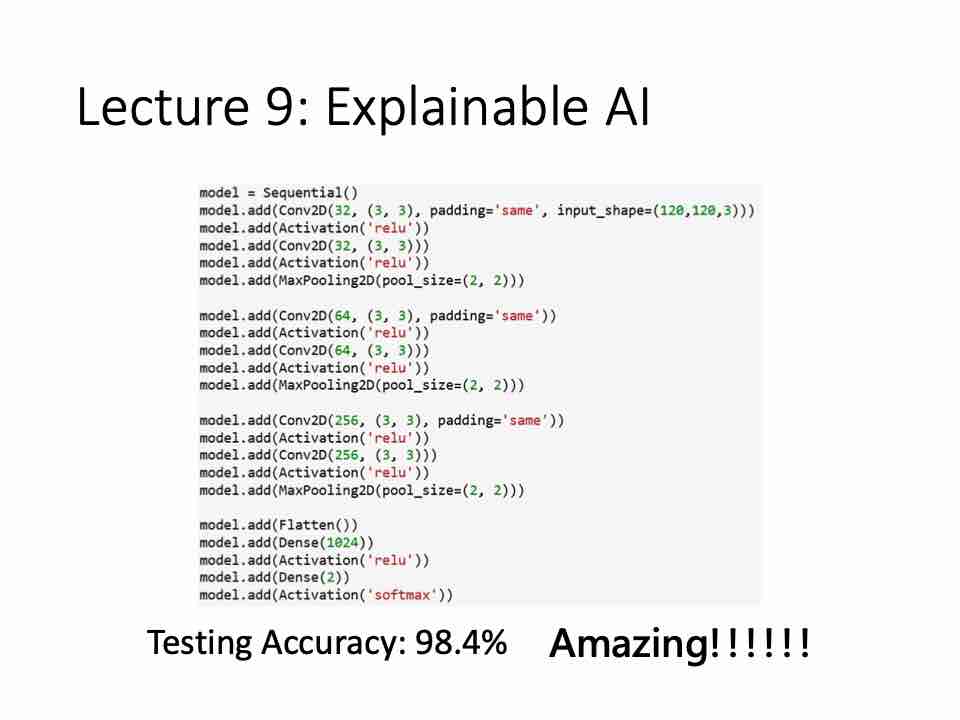 Lecture 9: Explainable AI
model = Sequential()
model.add(Conv2D(32, (3, 3), padding='same', input_shape=(120,120,3)))
model.add(Activation('relu'))
model.add(Conv2D(32, (3, 3)))
model.add(Activation('relu'))
model.add(MaxPooling2D(pool_size=(2, 2)))
model.add(Conv2D(64, (3, 3), padding='same'))
model.add(Activation('relu'))
model.add(Conv2D(64, (3, 3)))
model.add(Activation('relu'))
model.add(MaxPooling2D(pool_size=(2, 2)))
model.add(Conv2D(256, (3, 3), padding='same'))
model.add(Activation('relu'))
model.add(Conv2D(256, (3, 3)))
model.add(Activation('relu'))
model.add(MaxPooling2D(pool_size=(2, 2)))
model.add(Flatten())
model.add(Dense(1024))
model.add(Activation('relu'))
model.add(Dense(2))
model.add(Activation('softmax'))
Testing Accuracy: 98.4% Amazing!!!!!!